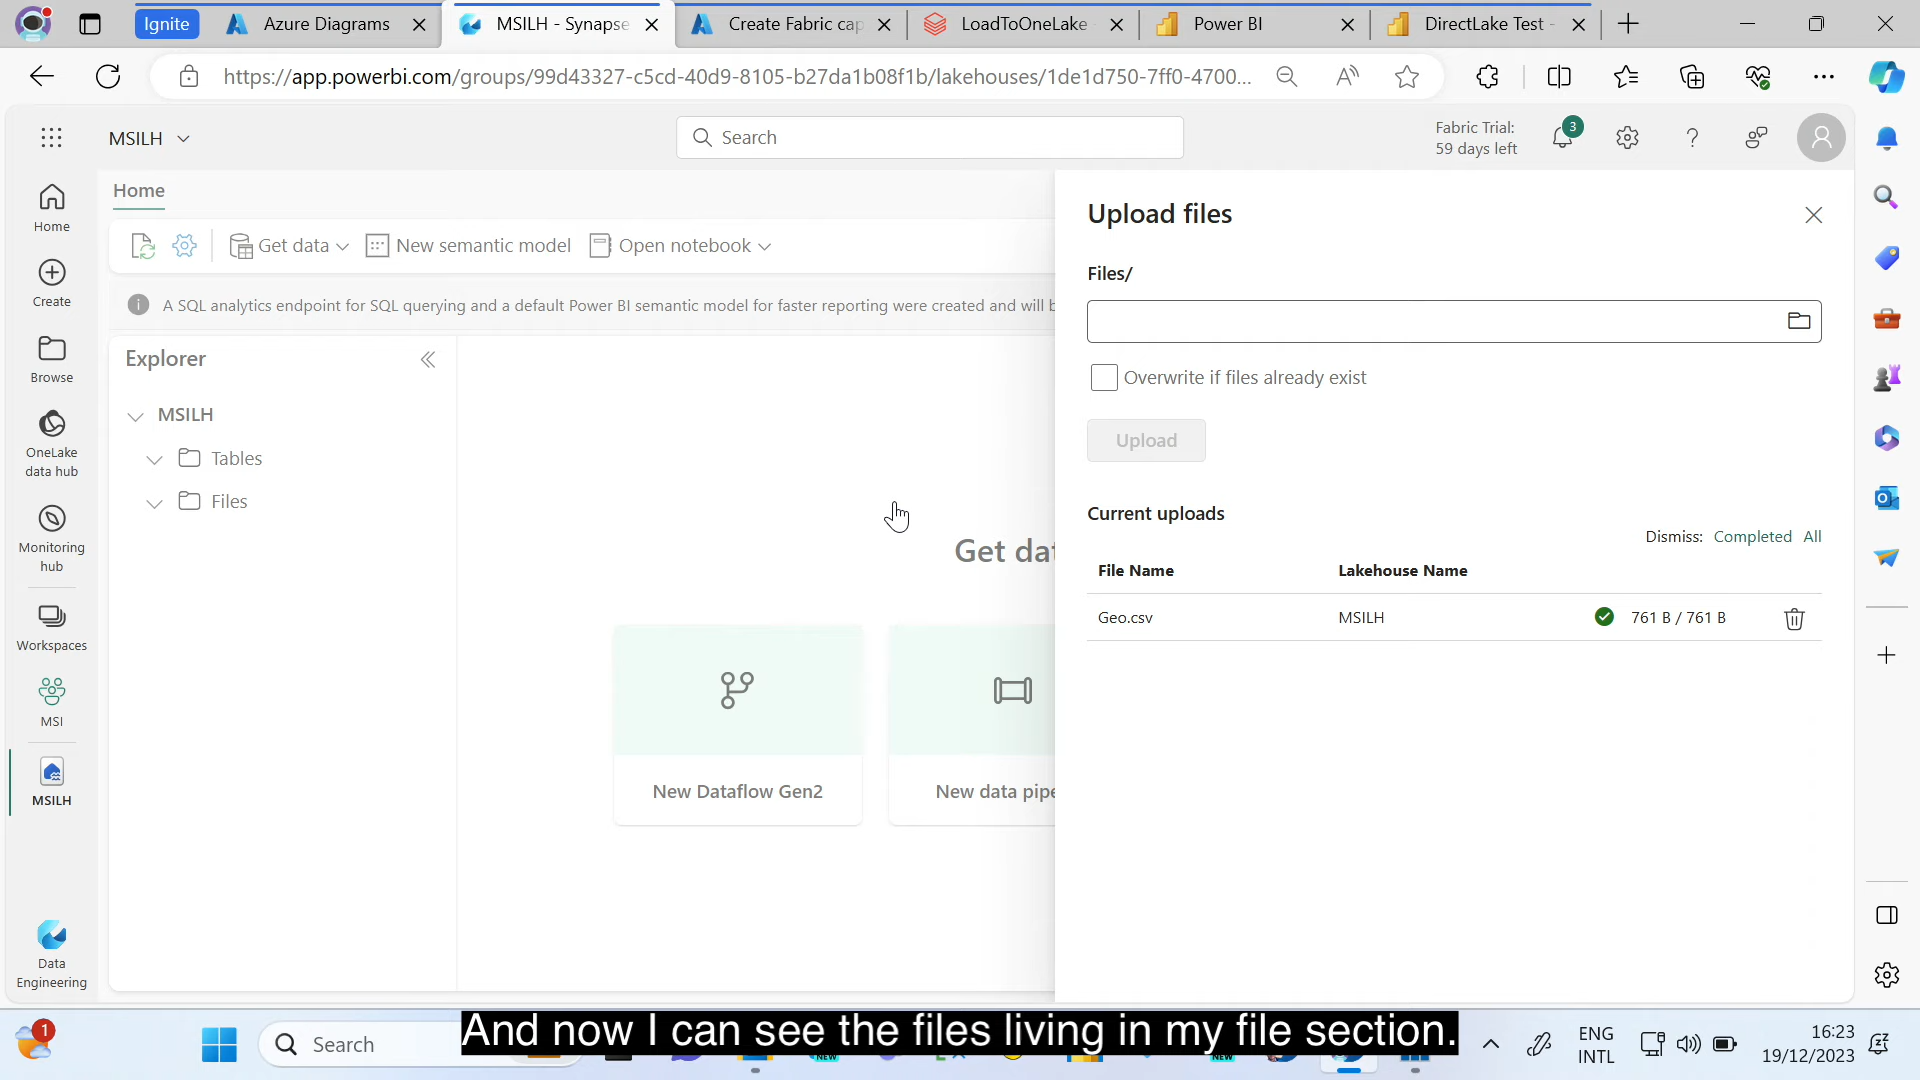 Ignite
Azure Diagrams
MSILH - Synapse
Create Fabric cap
LoadToOneLake
Power BI
DirectLake Test -
https://app.powerbi.com/groups/99d43327-c5cd-40d9-8105-b27da1b08f1b/lakehouses/1de1d750-7ff0-4700...
MSILH
Search
Fabric Trial:
59 days left
3
Home
Home
Create
Browse
OneLake
data hub
Monitoring
hub
Workspaces
MSI
MSILH
Data
Engineering
Get data
New semantic model
Open notebook
A SQL analytics endpoint for SQL querying and a default Power BI semantic model for faster reporting were created and will b
Explorer
MSILH
Tables
Files
Get dat
New Dataflow Gen2
New data pipe
Upload files
Files/
Overwrite if files already exist
Upload
Current uploads
Dismiss: Completed All
File Name
Lakehouse Name
Geo.csv
MSILH
761 B / 761 B
And now I can see the files living in my file section.
1
Search
NEW
NEW
ENG
INTL
16:23
19/12/2023